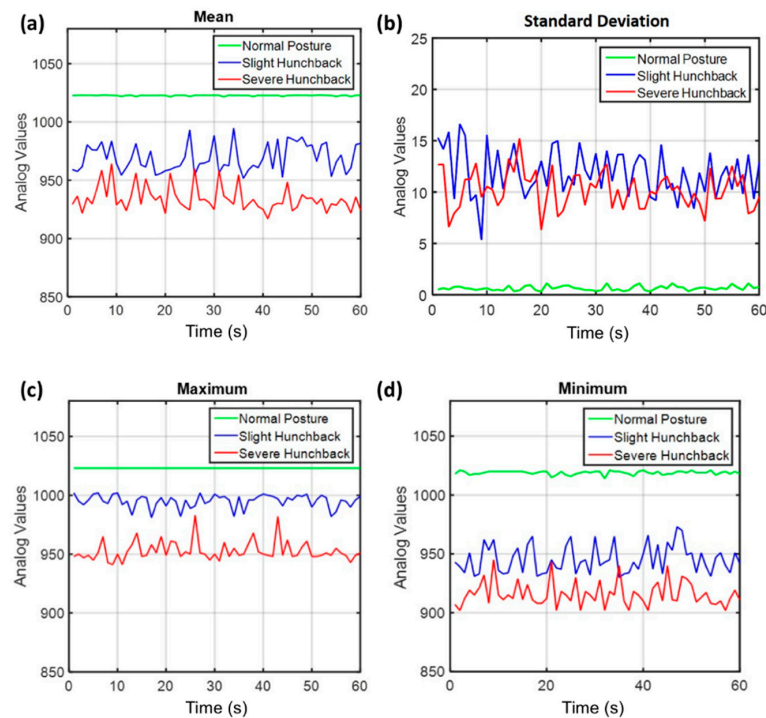 (a)
Mean
Normal Posture
Slight Hunchback
Severe Hunchback
1050
1000
950
900
850
0 10 20 30 40 50 60
Analog Values
Time (s)
(b)
Standard Deviation
Normal Posture
Slight Hunchback
Severe Hunchback
25
20
15
10
5
0
0 10 20 30 40 50 60
Analog Values
Time (s)
(c)
Maximum
Normal Posture
Slight Hunchback
Severe Hunchback
1050
1000
950
900
850
0 10 20 30 40 50 60
Analog Values
Time (s)
(d)
Minimum
Normal Posture
Slight Hunchback
Severe Hunchback
1050
1000
950
900
850
0 10 20 30 40 50 60
Analog Values
Time (s)